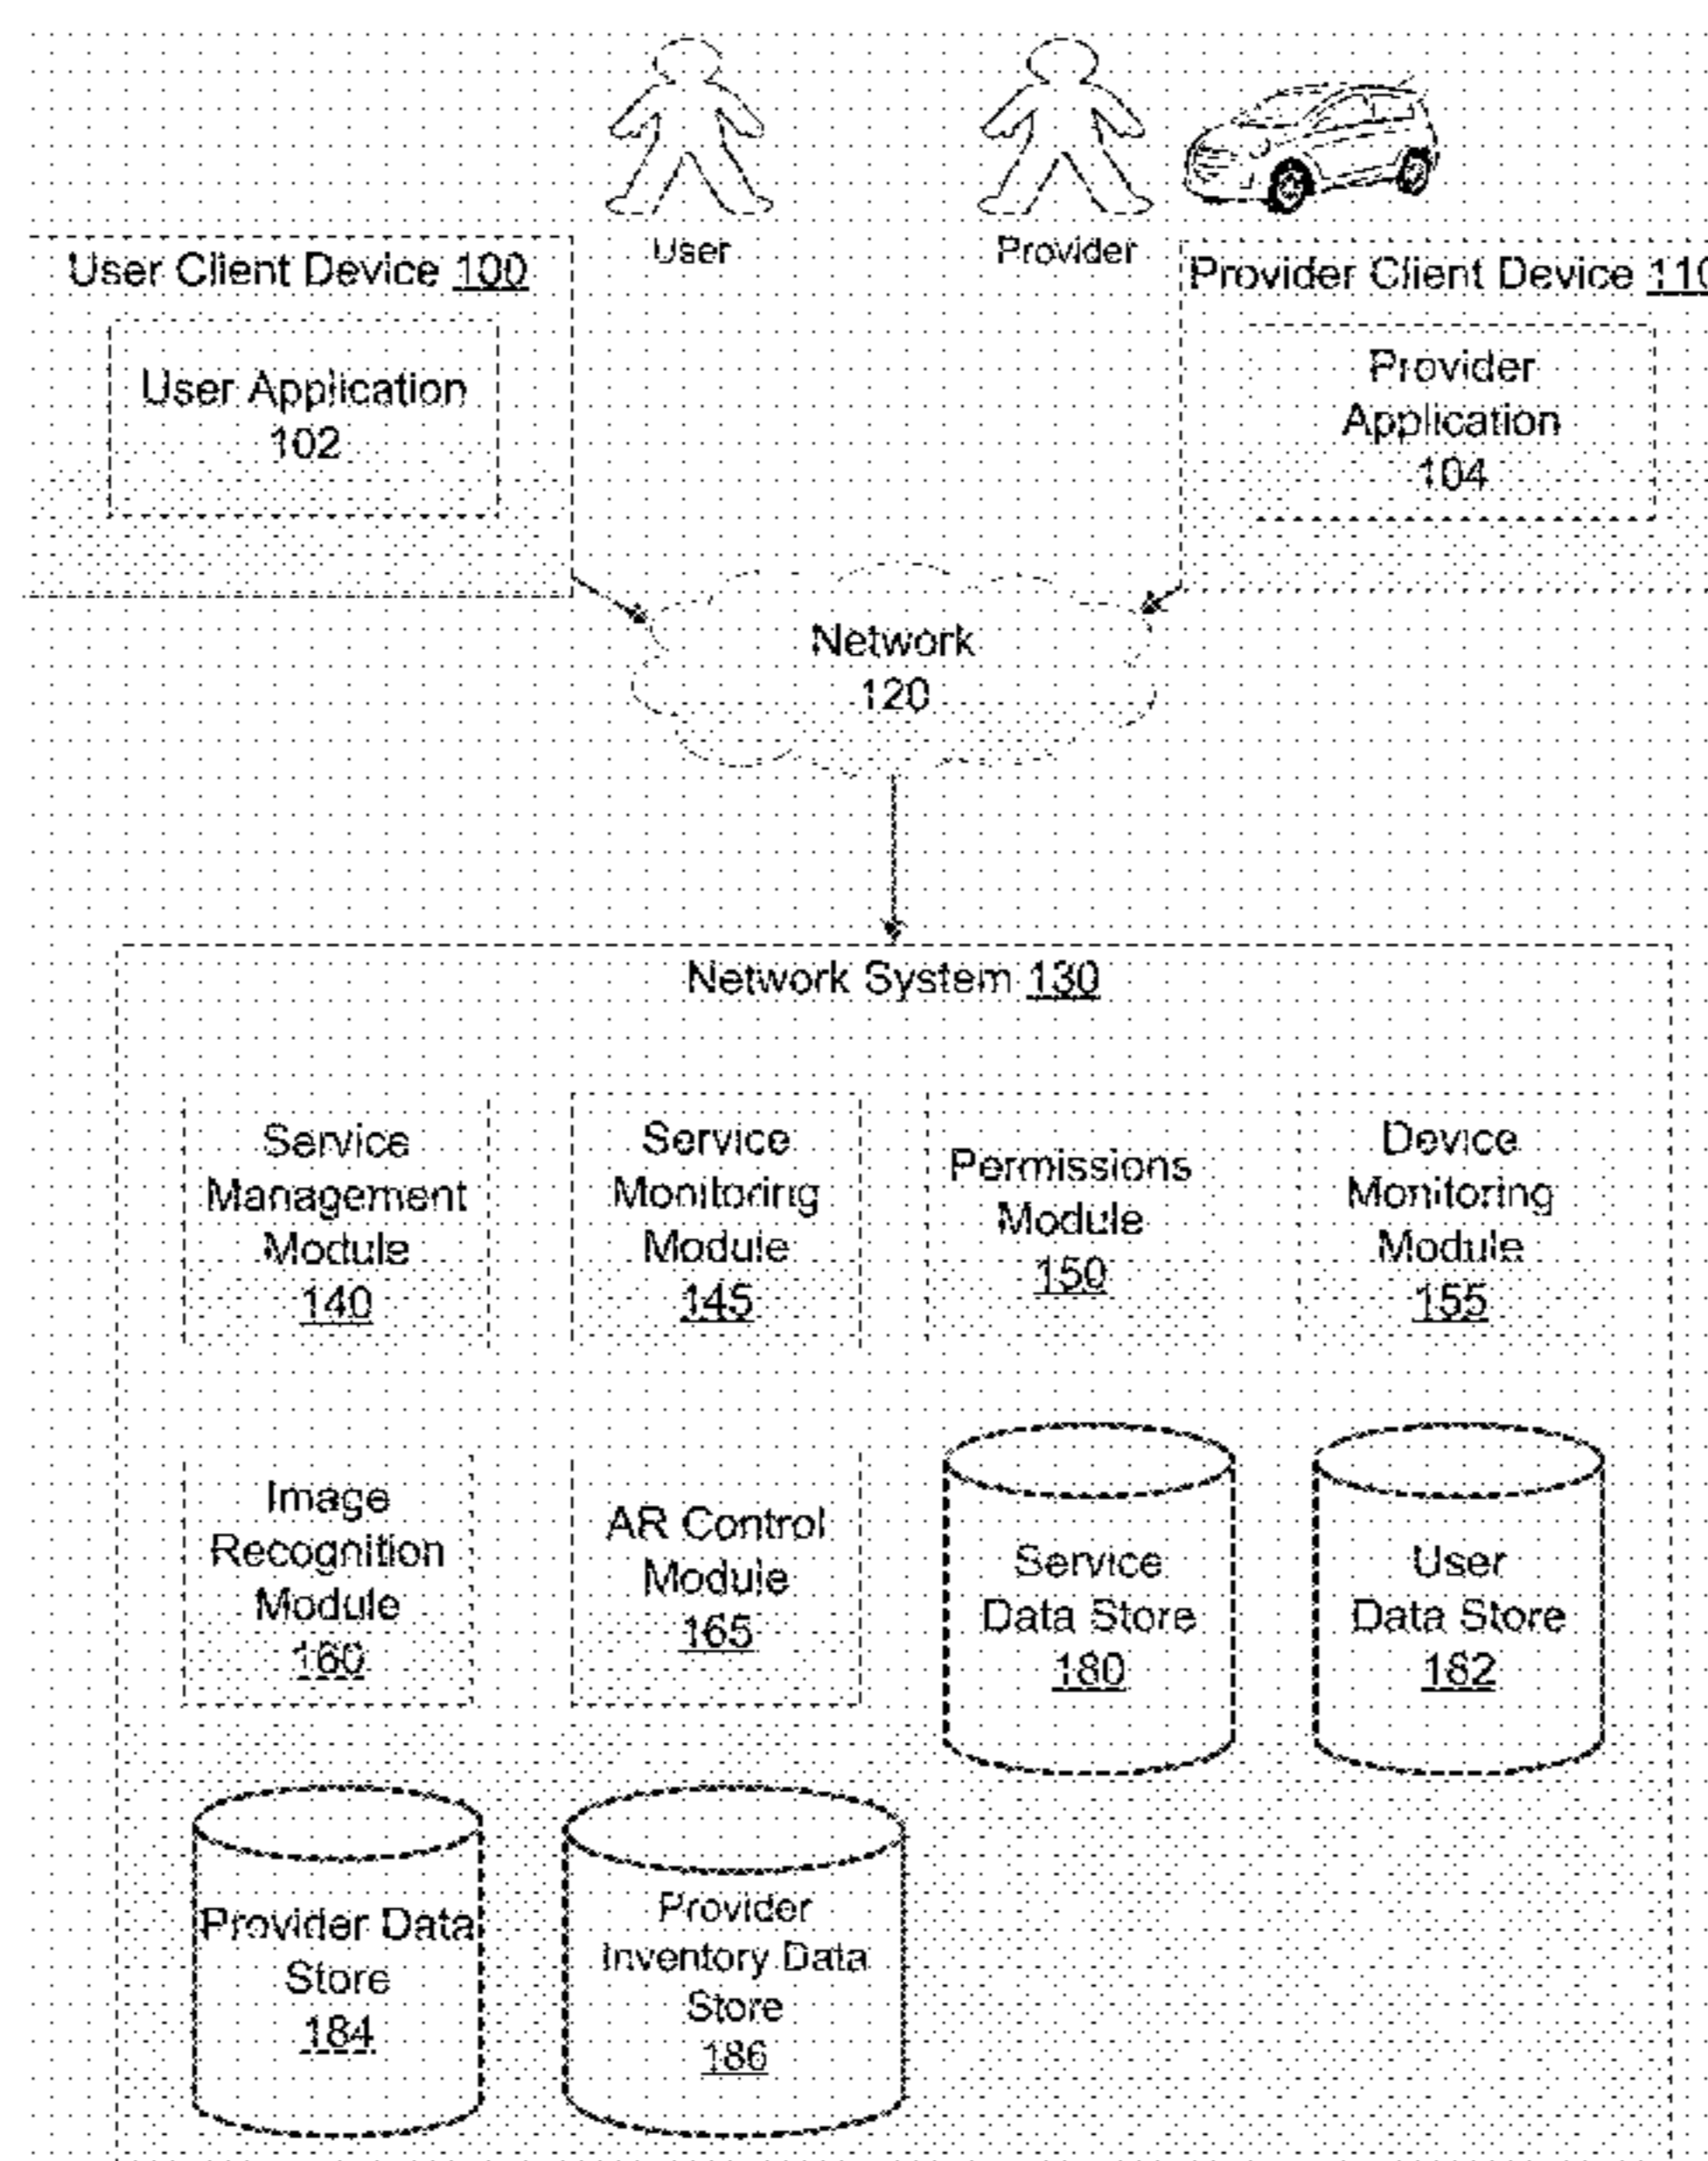 User
Provider
User Client Device 100
Provider Client Device 110
User Application
102
Provider
Application
104
Network
120
Network System 130
Service
Management
Module
140
Service
Monitoring
Module
145
Permissions
Module
150
Device
Monitoring
Module
155
Image
Recognition
Module
160
AR Control
Module
165
Service
Data Store
180
User
Data Store
182
Provider Data
Store
184
Provider
Inventory Data
Store
186